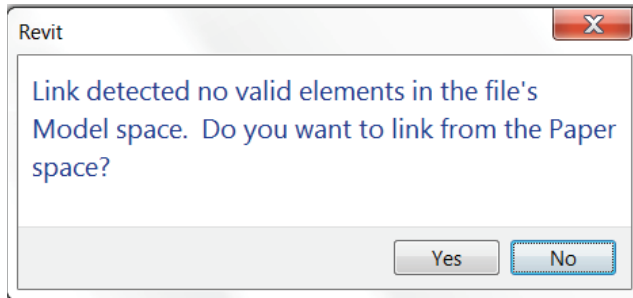 Revit
Link detected no valid elements in the file's
Model space.  Do you want to link from the Paper
space?
Yes
No